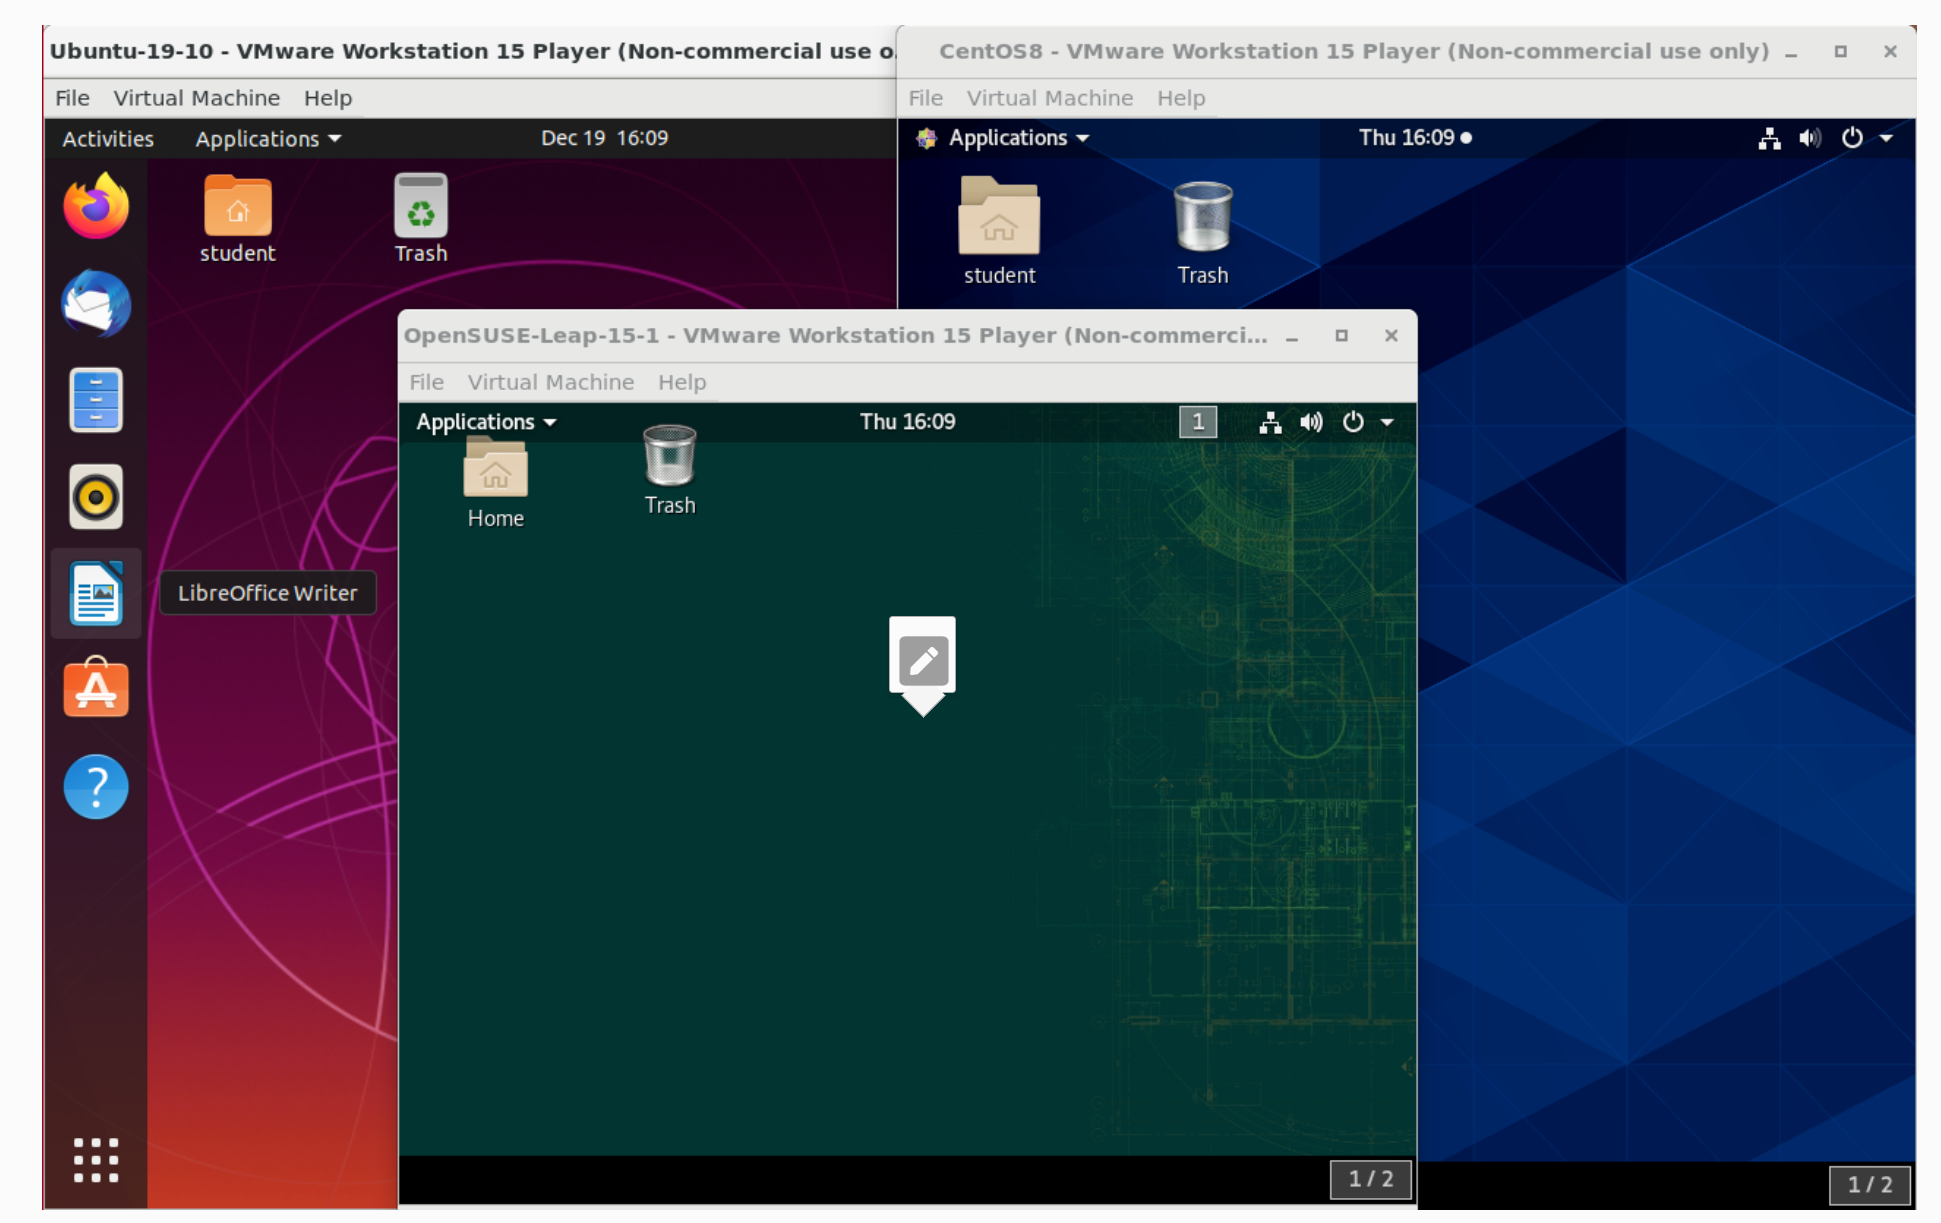 Ubuntu-19-10 - VMware Workstation 15 Player (Non-commercial use o.
File Virtual Machine Help
Activities Applications Dec 19 16:09
student
Trash
LibreOffice Writer
?
CentOS8 - VMware Workstation 15 Player (Non-commercial use only)
File Virtual Machine Help
Applications Thu 16:09
student
Trash
OpenSUSE-Leap-15-1 - VMware Workstation 15 Player (Non-commerci...
File Virtual Machine Help
Applications Thu 16:09 1
Home
Trash
1 / 2
1 / 2